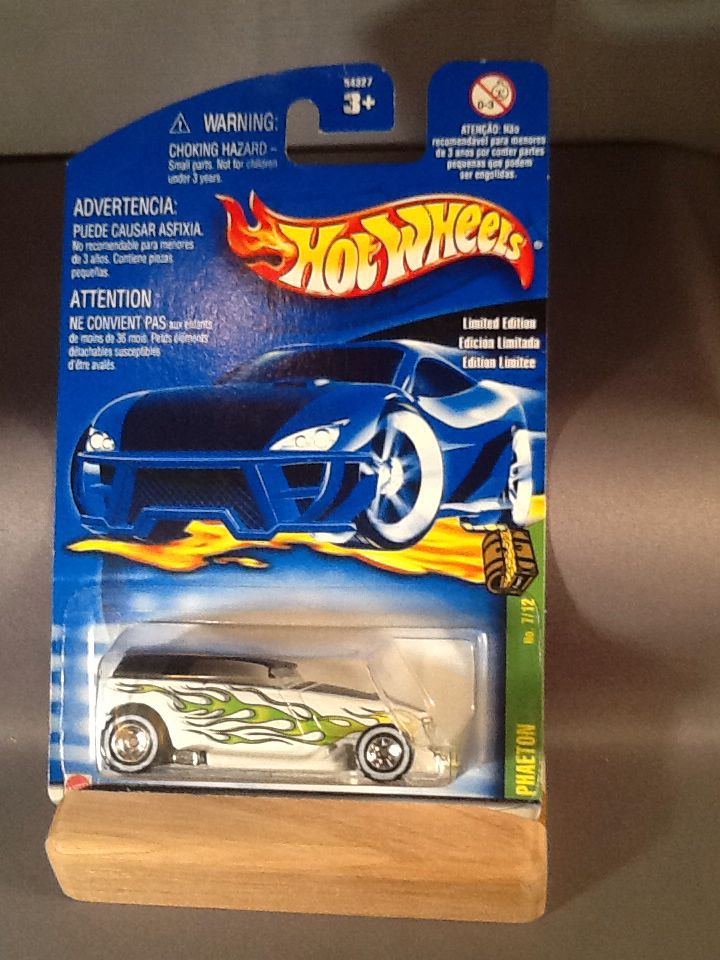 54327
3+
0-3
WARNING:
CHOKING HAZARD –
Small parts. Not for children
under 3 years.
ATENÇÃO: Não
recomendável para menores
de 3 anos por conter partes
pequenas que podem
ser engolidas.
ADVERTENCIA:
PUEDE CAUSAR ASFIXIA.
No recomendable para menores
de 3 años. Contiene piezas
pequeñas.
ATTENTION :
NE CONVIENT PAS aux enfants
de moins de 36 mois. Petits éléments
détachables susceptibles
d'être avalés.
HOT WHEELS ®
Limited Edition
Edición Limitada
Edition Limitée
PHAETON No. 7/12